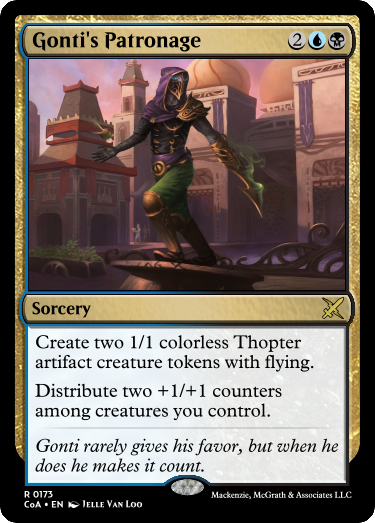 Gonti's Patronage 2
Sorcery
Create two 1/1 colorless Thopter
artifact creature tokens with flying.
Distribute two +1/+1 counters
among creatures you control.
Gonti rarely gives his favor, but when he
does he makes it count.
R 0173
CoA • EN Jelle Van Loo
Mackenzie, McGrath & Associates LLC